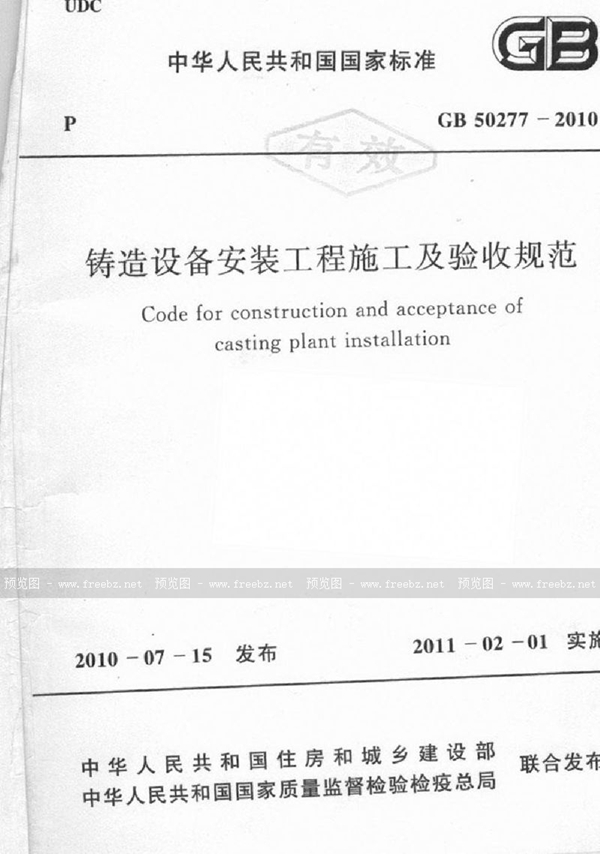 UDC
中华人民共和国国家标准
GB
P
GB 50277－2010
有效
铸造设备安装工程施工及验收规范
Code for construction and acceptance of
casting plant installation
预览图 - www.freebz.net 预览图 - www.freebz.net 预览图 - www.freebz.net 预览图 - www.freebz.net
2010－07－15 发布
2011－02－01 实施
中华人民共和国住房和城乡建设部
中华人民共和国国家质量监督检验检疫总局
联合发布